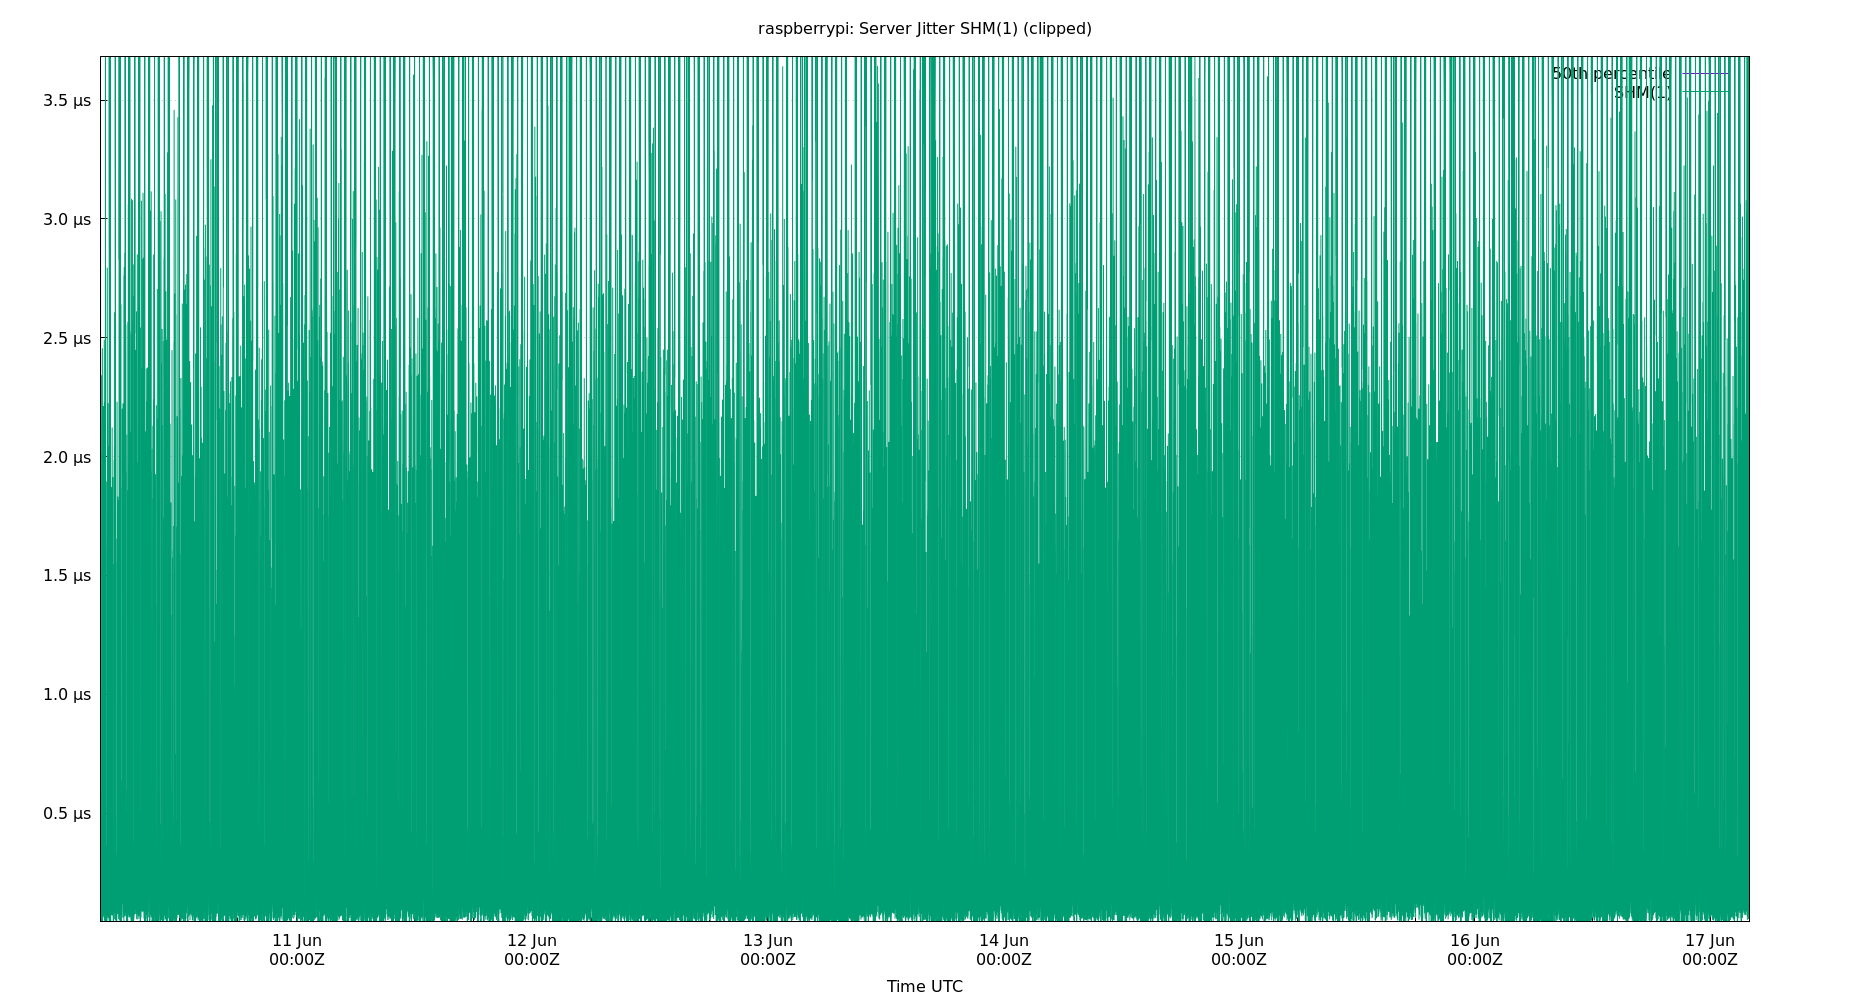 raspberrypi: Server Jitter SHM(1) (clipped)
50th percentile
SHM(1)
3.5 µs
3.0 µs
2.5 µs
2.0 µs
1.5 µs
1.0 µs
0.5 µs
11 Jun 12 Jun 13 Jun 14 Jun 15 Jun 16 Jun 17 Jun
00:00Z 00:00Z 00:00Z 00:00Z 00:00Z 00:00Z 00:00Z
Time UTC